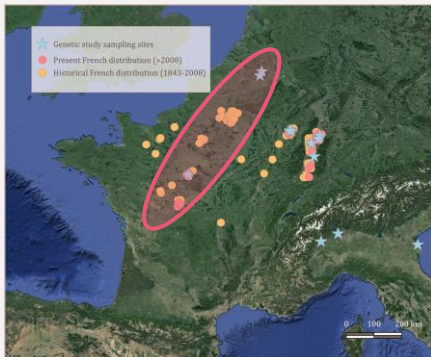 Genetic study sampling sites
Present French distribution (>2008)
Historical French distribution (1843-2008)
0 100 200 km